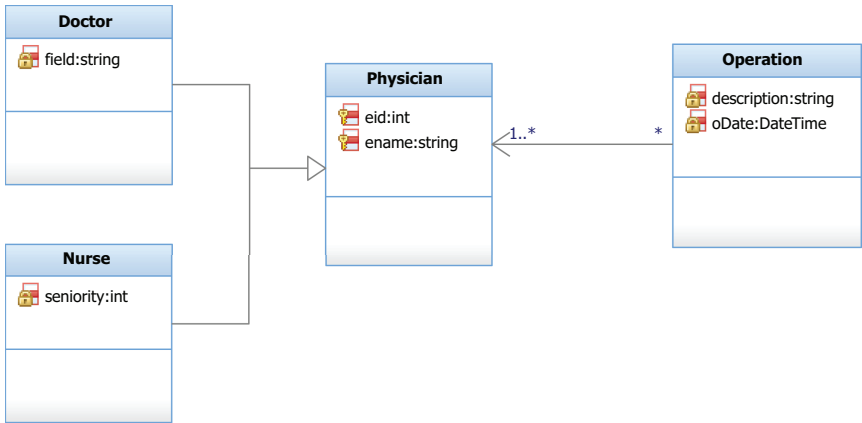 Doctor
field:string
Nurse
seniority:int
Physician
eid:int
ename:string
1..*
*
Operation
description:string
oDate:DateTime